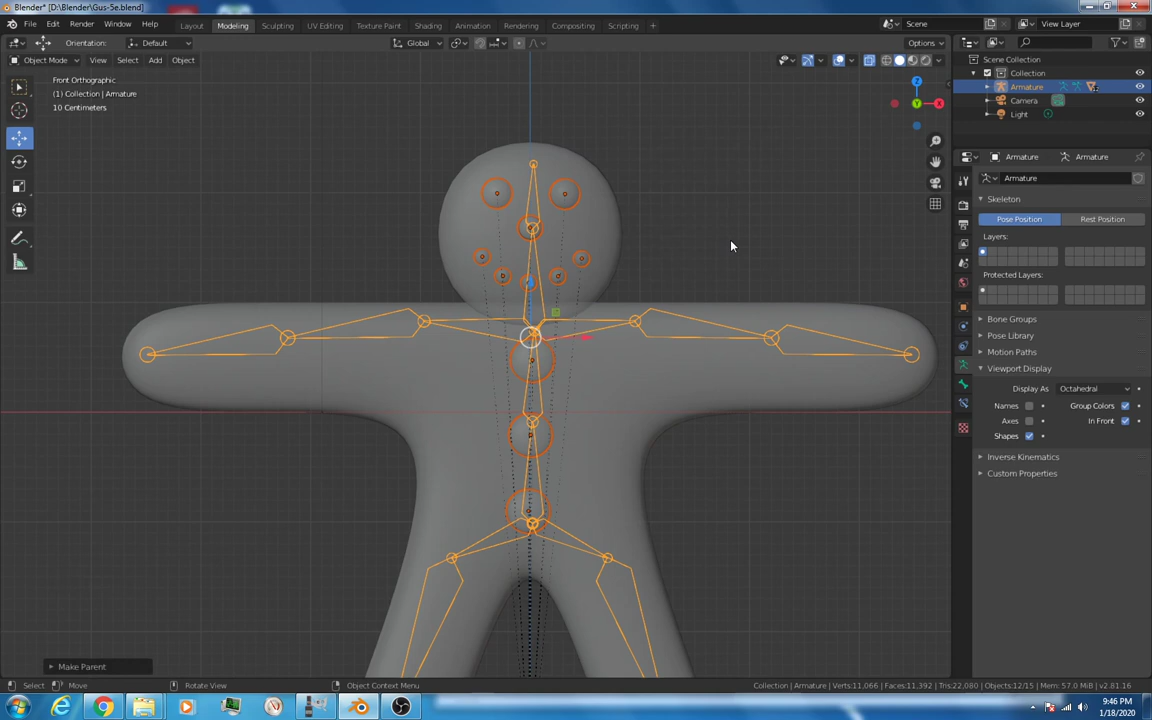 Blender* [D:\Blender\Gus-5e.blend]
File Edit Render Window Help Layout Modeling Sculpting UV Editing Texture Paint Shading Animation Rendering Compositing Scripting + Scene View Layer
Orientation: Default Global Options
Object Mode View Select Add Object
Front Orthographic
(1) Collection | Armature
10 Centimeters
Z
Y
X
Scene Collection
Collection
Armature
Camera
Light
Armature Armature
Armature
Skeleton
Pose Position Rest Position
Layers:
Protected Layers:
Bone Groups
Pose Library
Motion Paths
Viewport Display
Display As Octahedral
Names Group Colors
Axes In Front
Shapes
Inverse Kinematics
Custom Properties
Make Parent
Select Move Rotate View Object Context Menu Collection | Armature | Verts:11,066 | Faces:11,392 | Tris:22,080 | Objects:12/15 | Mem: 57.0 MiB | v2.81.16
9:46 PM
1/18/2020